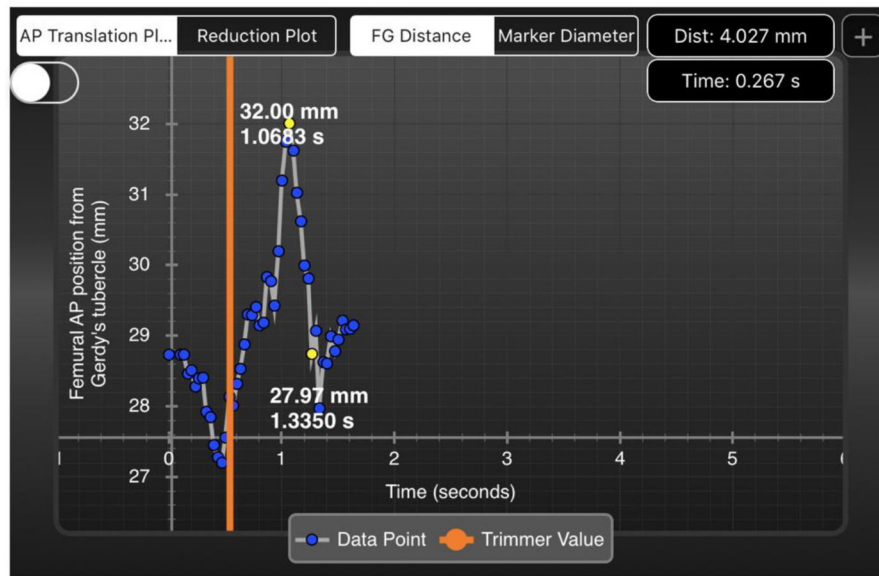 AP Translation Pl...
Reduction Plot
FG Distance
Marker Diameter
Dist: 4.027 mm
+
Time: 0.267 s
32.00 mm
1.0683 s
32
31
30
29
28
27
Femural AP position from
Gerdy's tubercle (mm)
27.97 mm
1.3350 s
0
1
2
3
4
5
Time (seconds)
Data Point
Trimmer Value